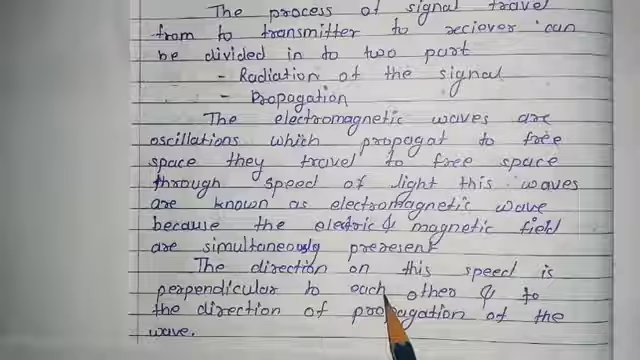 The process of signal travel
from to transmitter to reciever can
be divided in to two part
- Radiation of the signal
- Propagation
The electromagnetic waves are
oscillations which propagat to free
space they travel to free space
through speed of light this waves
are known as electromagnetic wave
because the electric & magnetic field
are simultaneously preresent
The direction on this speed is
perpendicular to each other & to
the direction of propagation of the
wave.